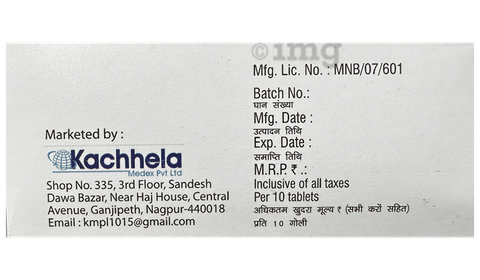 ©img
Mfg. Lic. No. : MNB/07/601
Batch No.:
घान संख्या
Mfg. Date :
उत्पादन तिथि
Exp. Date :
समाप्ति तिथि
M.R.P. ₹ .:
Inclusive of all taxes
Per 10 tablets
अधिकतम खुदरा मूल्य ₹ (सभी करों सहित)
प्रति 10 गोली
Marketed by :
Kachhela
Medex Pvt Ltd
Shop No. 335, 3rd Floor, Sandesh
Dawa Bazar, Near Haj House, Central
Avenue, Ganjipeth, Nagpur-440018
Email : kmpl1015@gmail.com